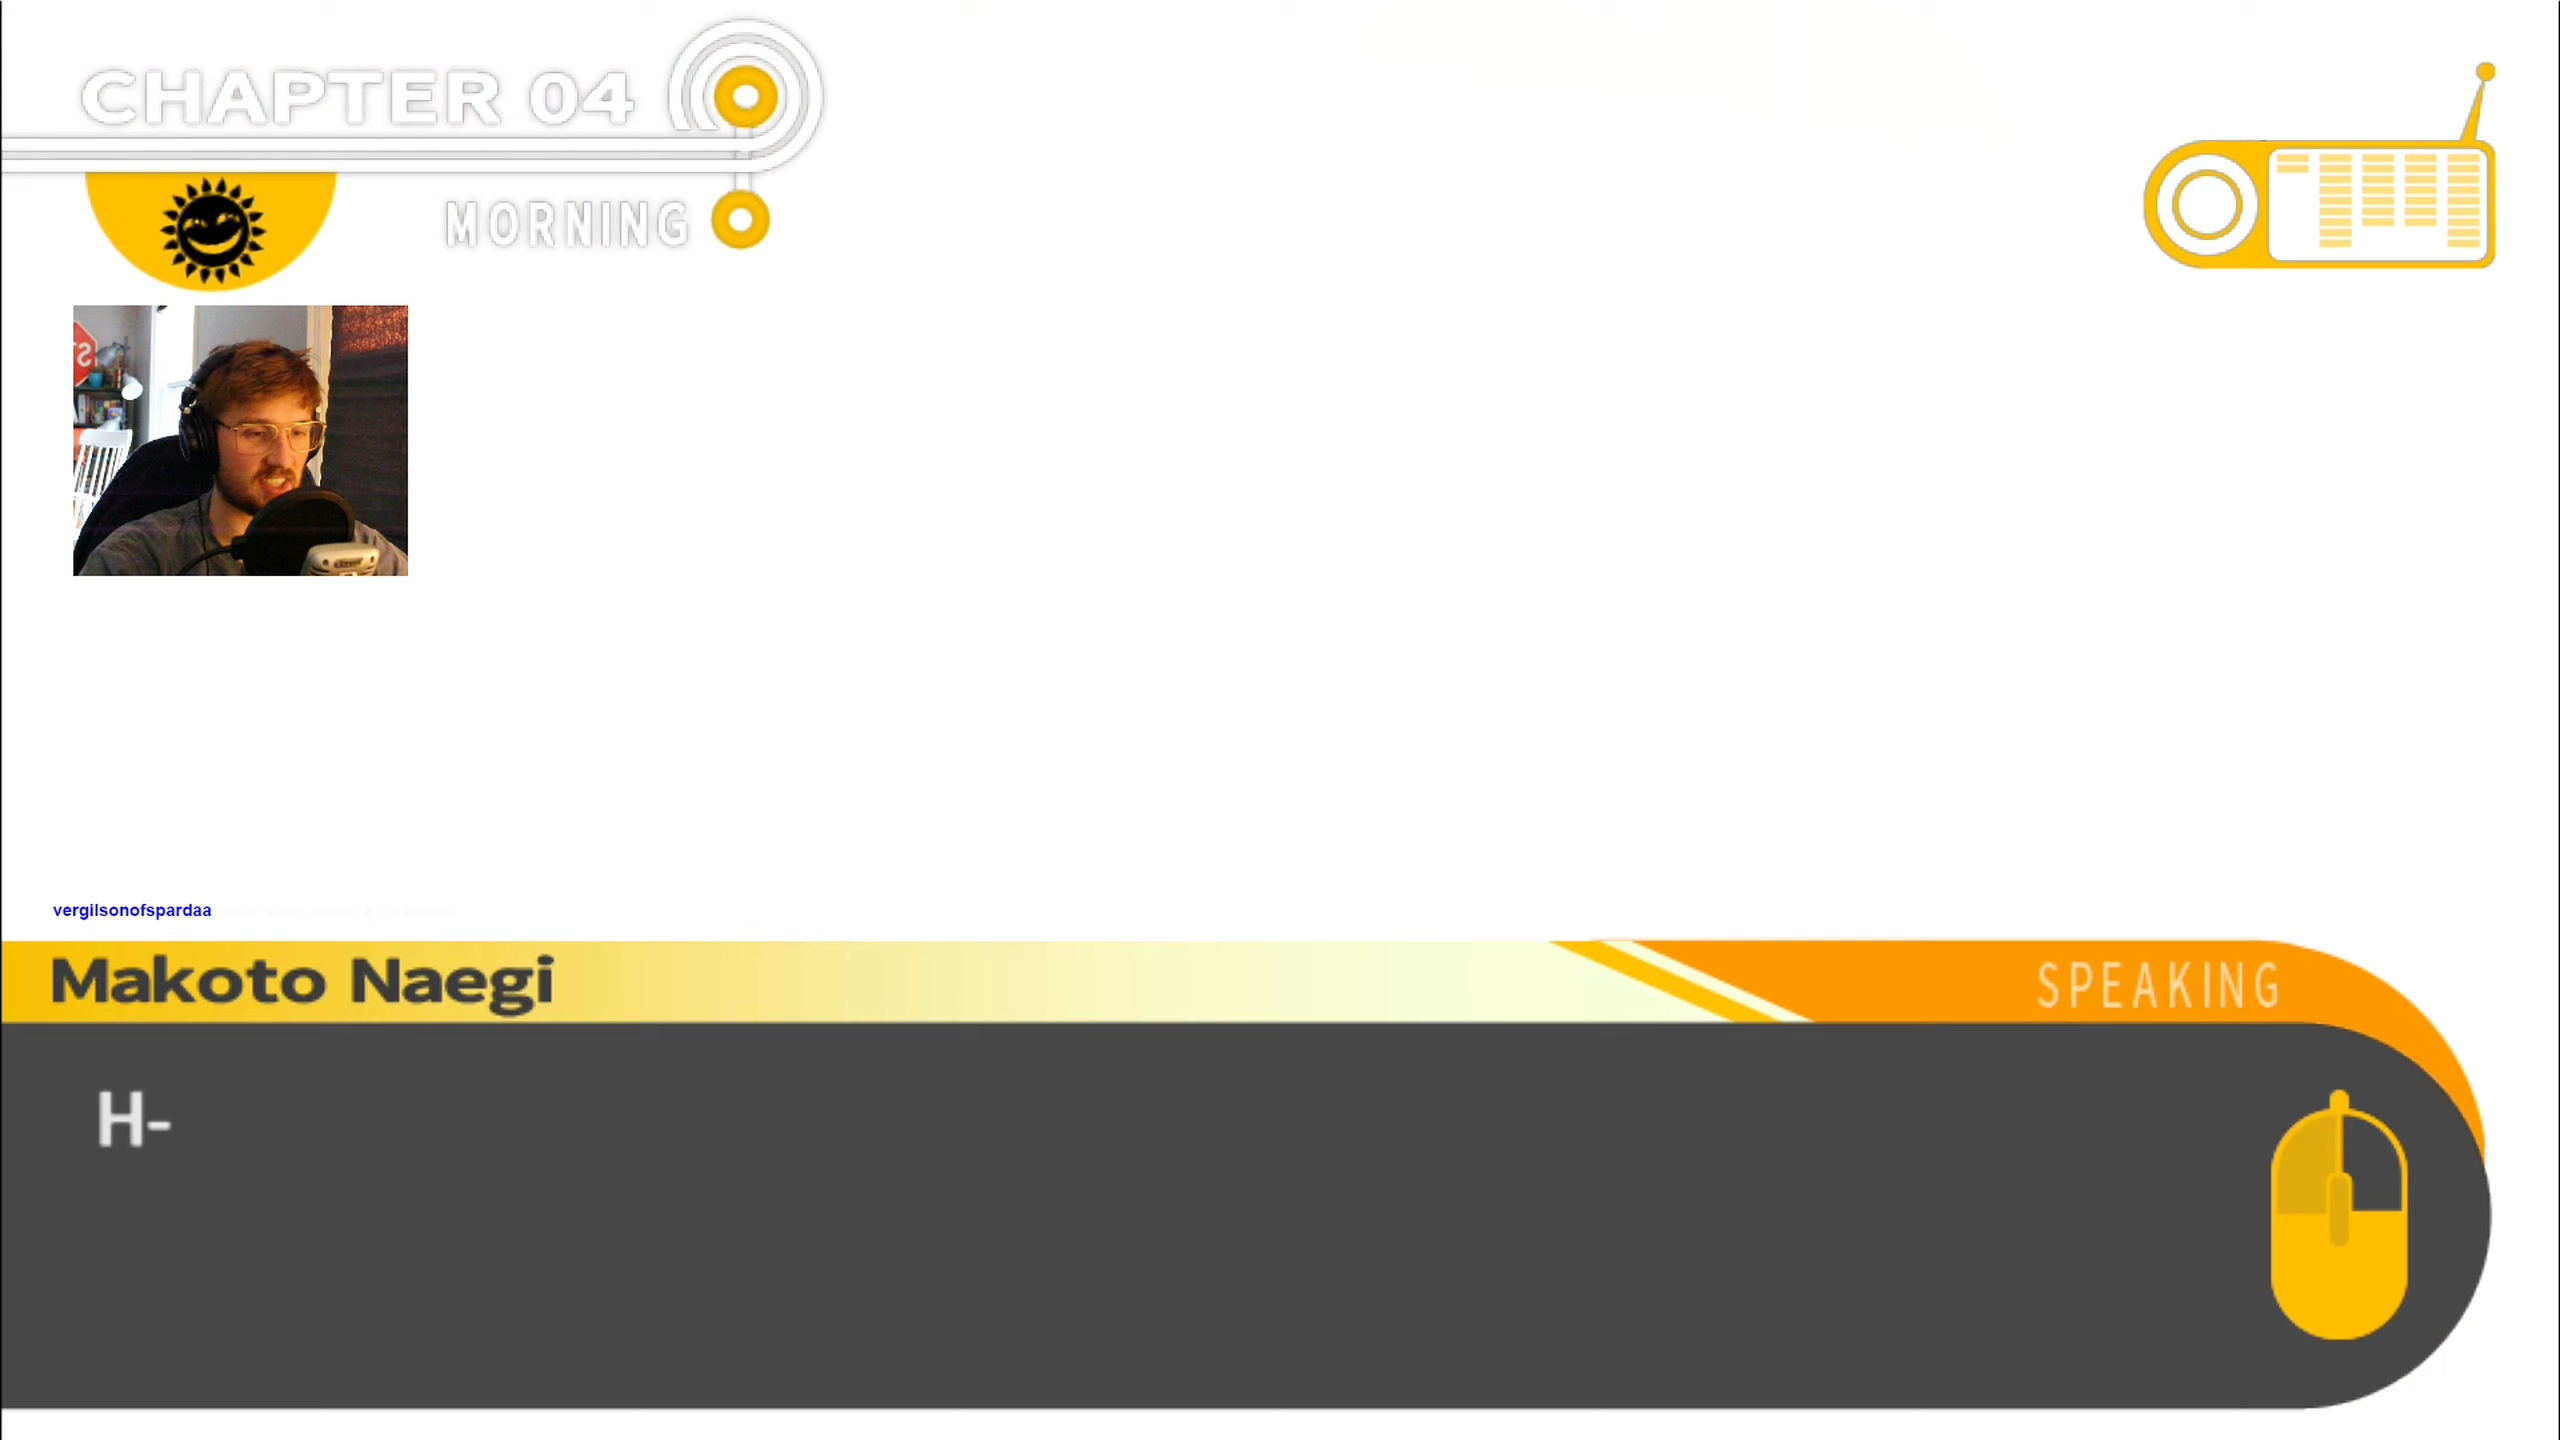 CHAPTER 04
MORNING
vergilsonofspardaa
Makoto Naegi
SPEAKING
H-